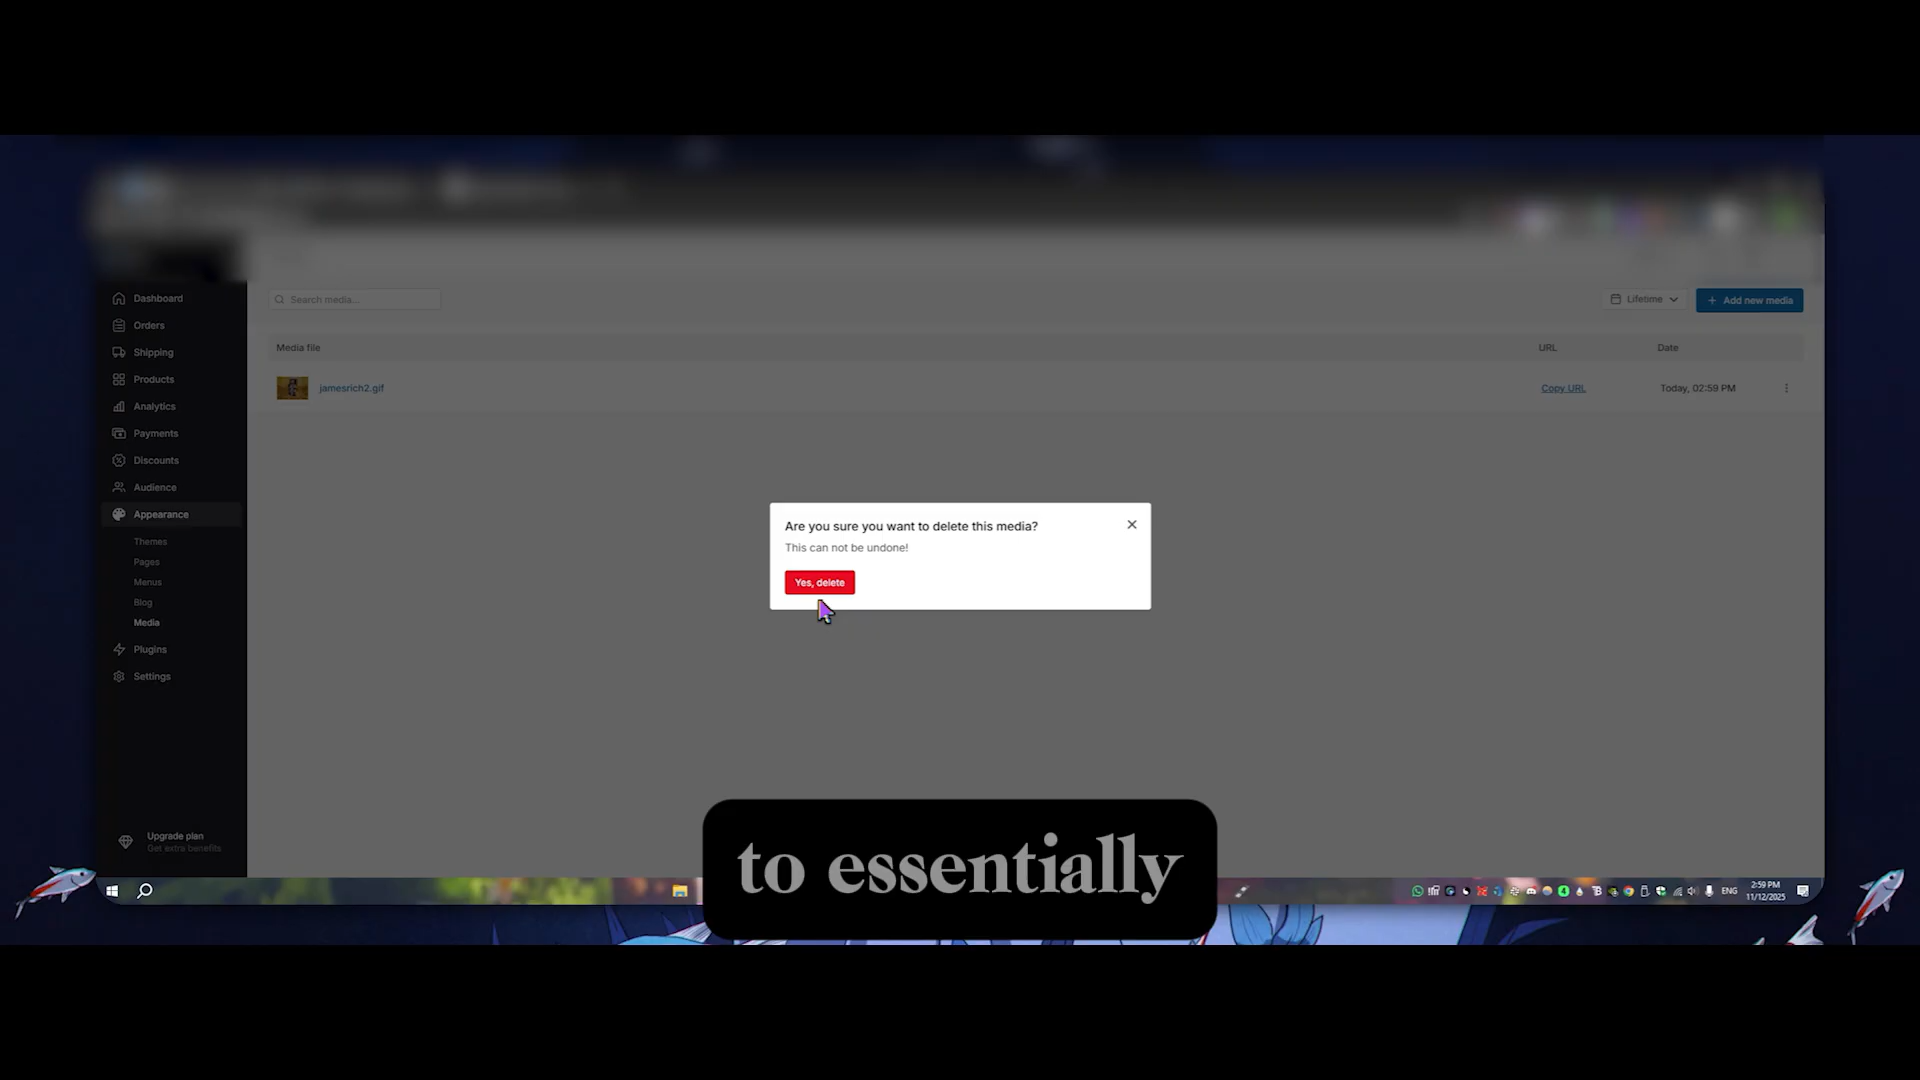 Dashboard
Orders
Shipping
Products
Analytics
Payments
Discounts
Audience
Appearance
Themes
Pages
Menus
Blog
Media
Plugins
Settings
Upgrade plan
Get extra benefits
Search media...
Lifetime
+ Add new media
Media file URL Date
jamesrich2.gif Copy URL Today, 02:59 PM
Are you sure you want to delete this media?
This can not be undone!
Yes, delete
to essentially
ENG
2:59 PM
11/12/2025